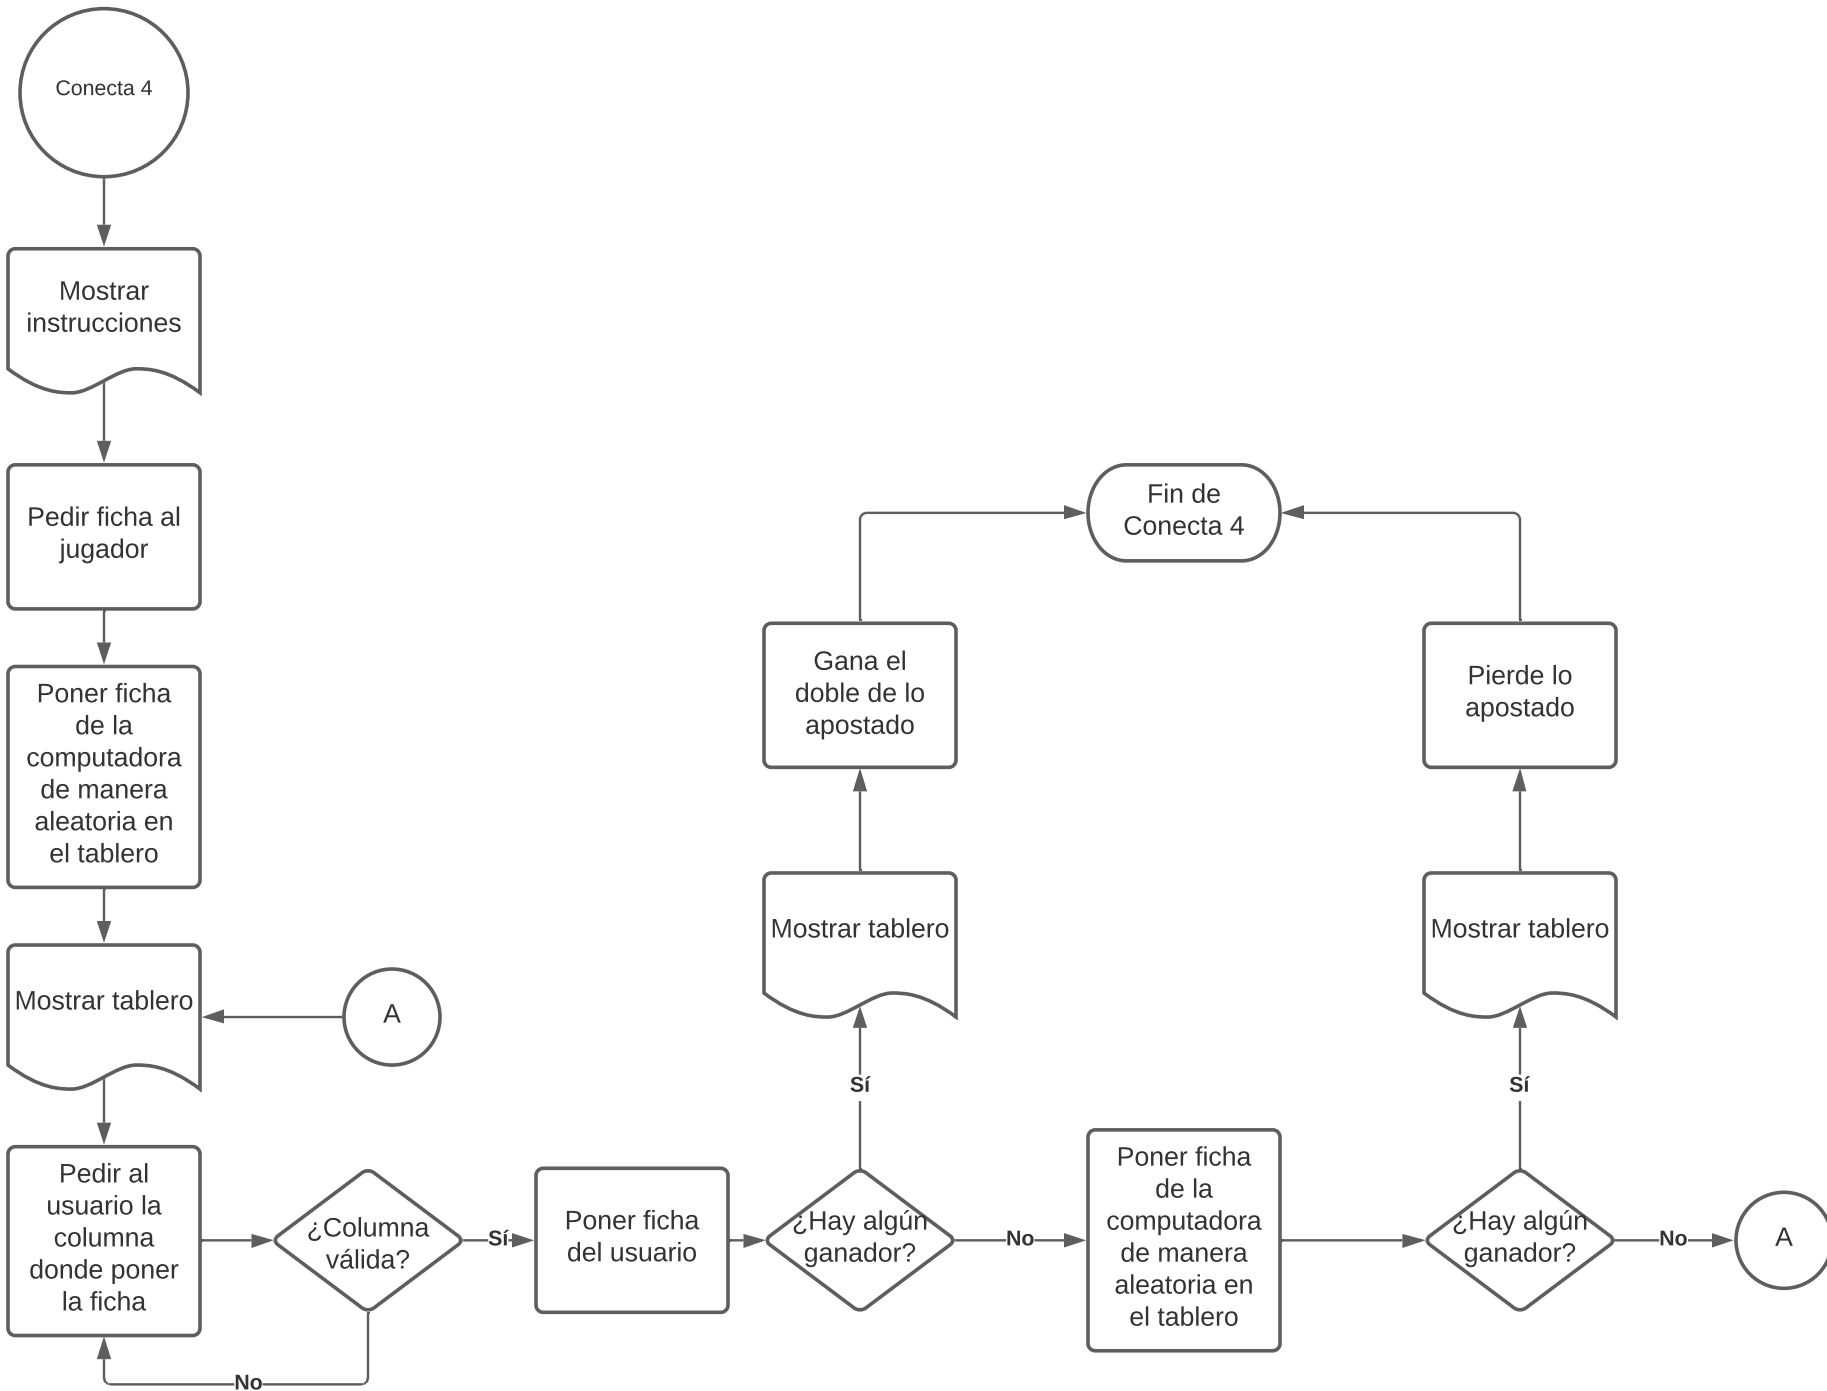 Conecta 4
Mostrar
instrucciones
Pedir ficha al
jugador
Poner ficha
de la
computadora
de manera
aleatoria en
el tablero
Mostrar tablero
A
Pedir al
usuario la
columna
donde poner
la ficha
¿Columna
válida?
No
Sí
Poner ficha
del usuario
¿Hay algún
ganador?
Sí
Mostrar tablero
Gana el
doble de lo
apostado
Fin de
Conecta 4
No
Poner ficha
de la
computadora
de manera
aleatoria en
el tablero
¿Hay algún
ganador?
Sí
Mostrar tablero
Pierde lo
apostado
No
A